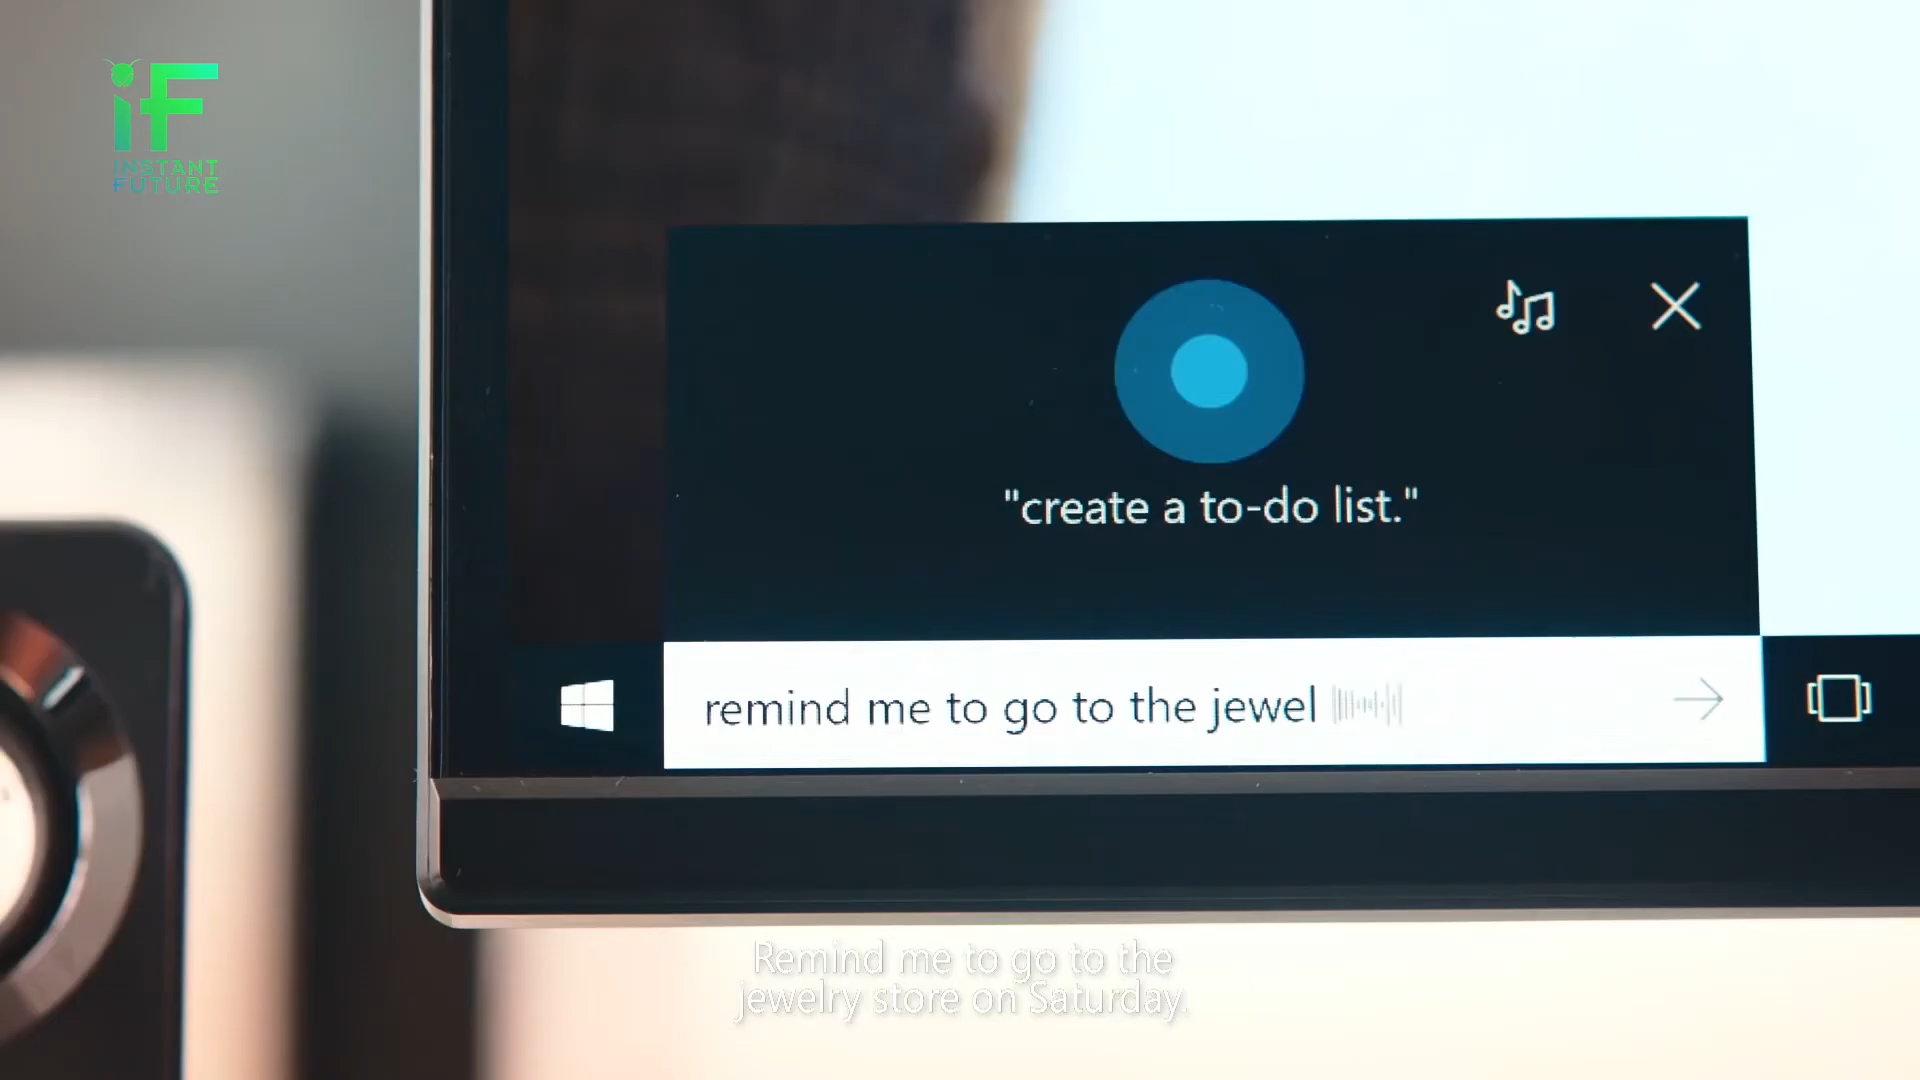 iF
INSTANT
FUTURE
"create a to-do list."
remind me to go to the jewel
Remind me to go to the
jewelry store on Saturday.